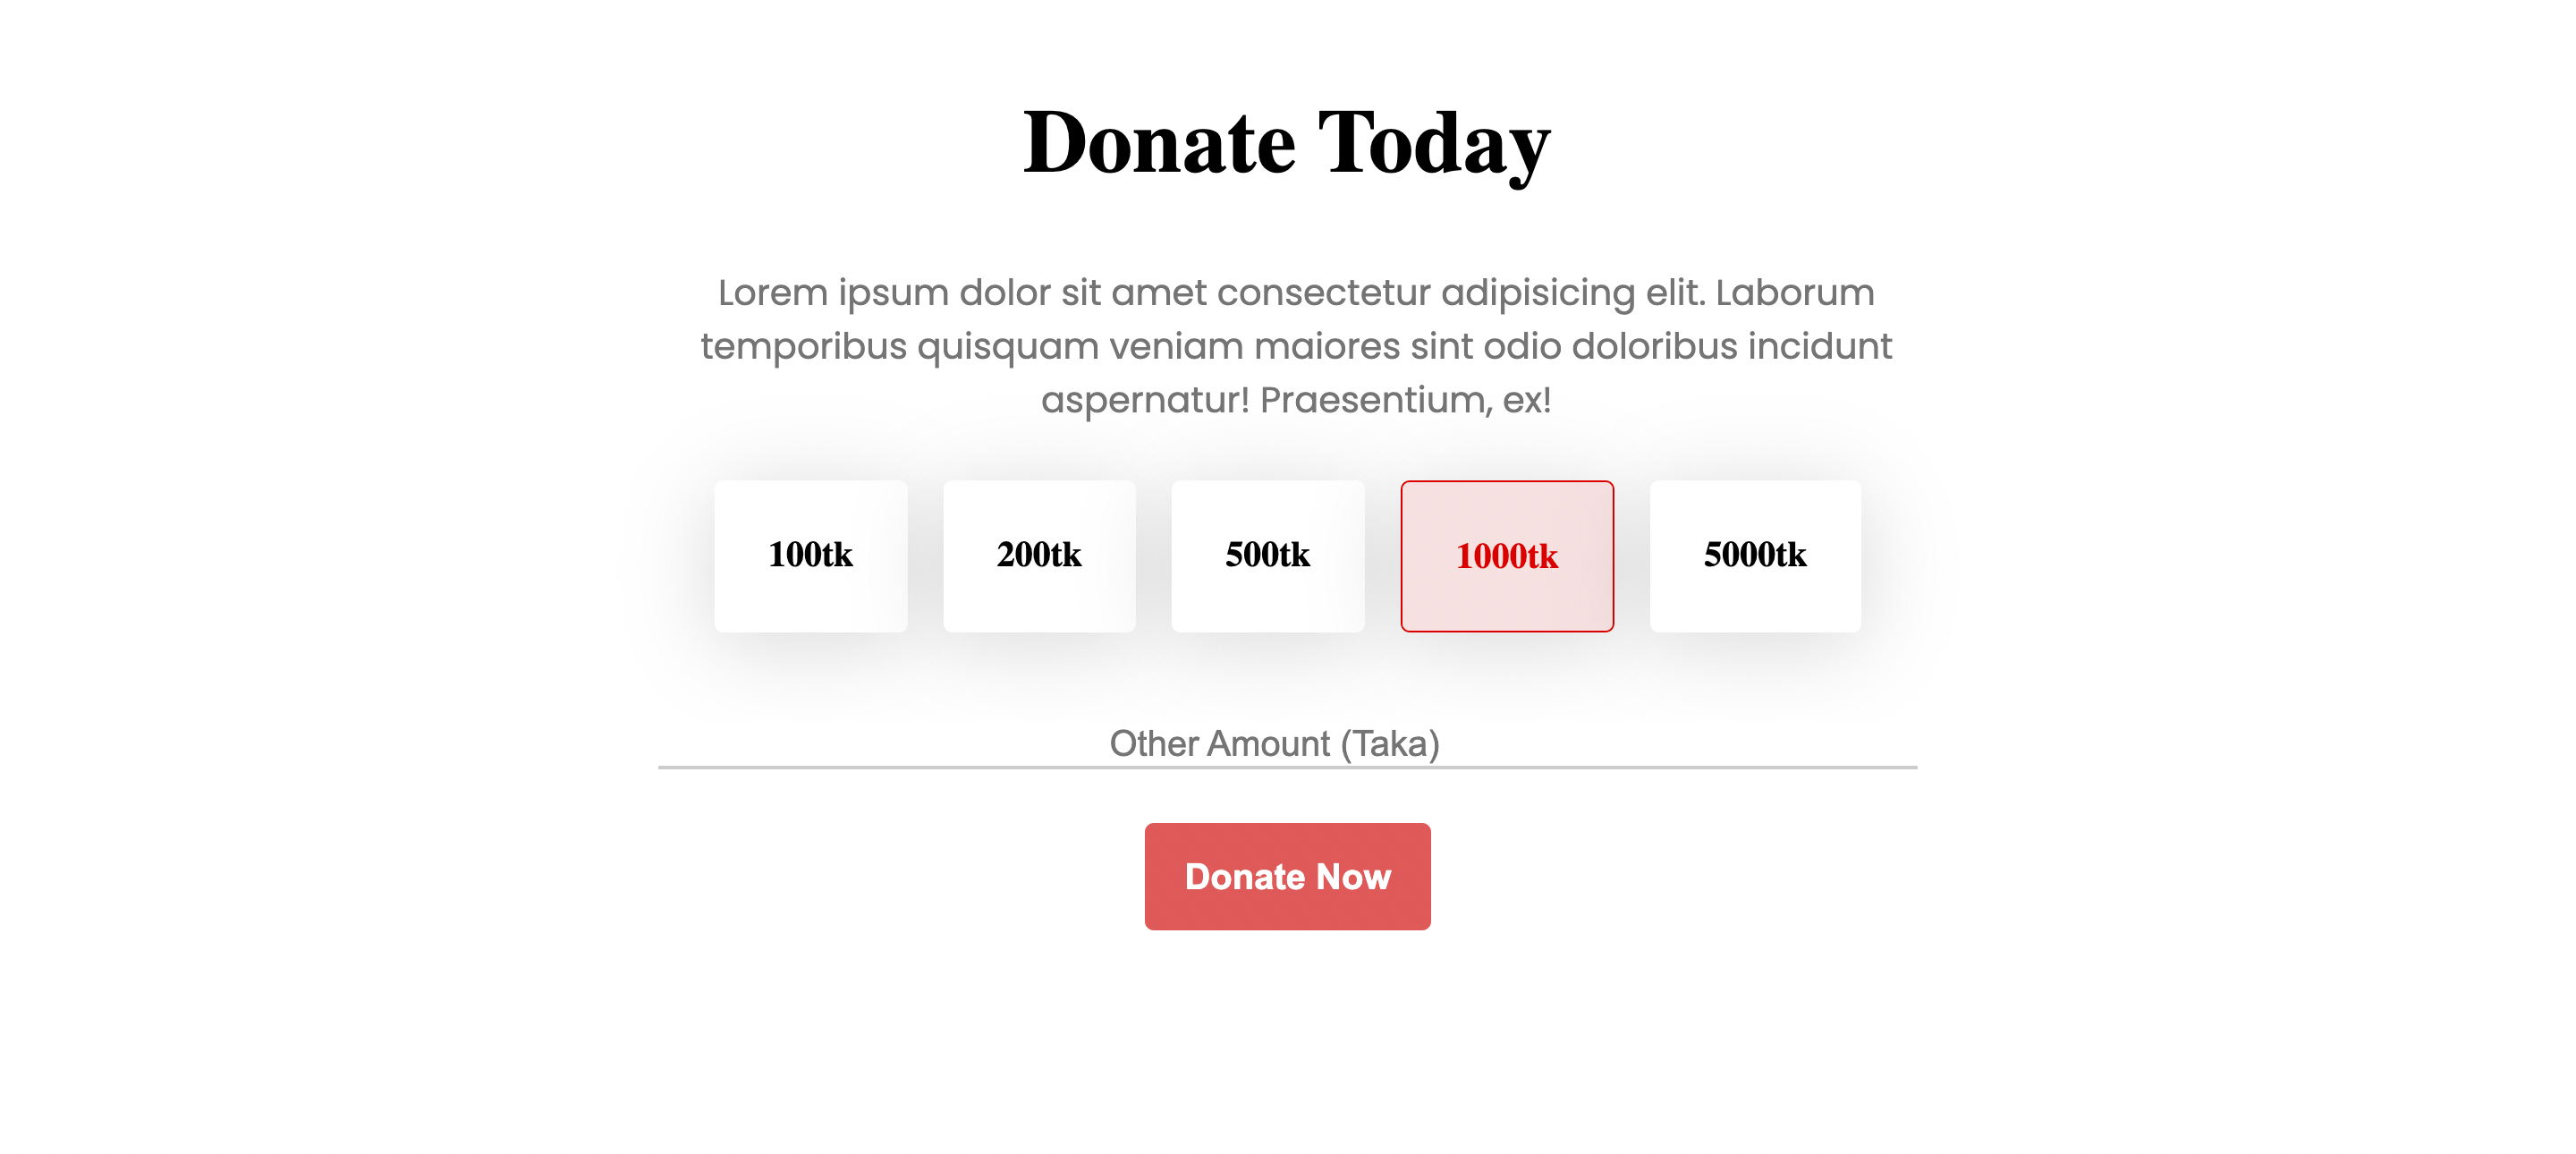 Donate Today
Lorem ipsum dolor sit amet consectetur adipisicing elit. Laborum
temporibus quisquam veniam maiores sint odio doloribus incidunt
aspernatur! Praesentium, ex!
100tk 200tk 500tk 1000tk 5000tk
Other Amount (Taka)
Donate Now